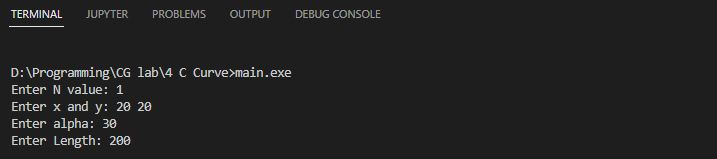 TERMINAL JUPYTER PROBLEMS OUTPUT DEBUG CONSOLE
D:\Programming\CG lab\4 C Curve>main.exe
Enter N value: 1
Enter x and y: 20 20
Enter alpha: 30
Enter Length: 200